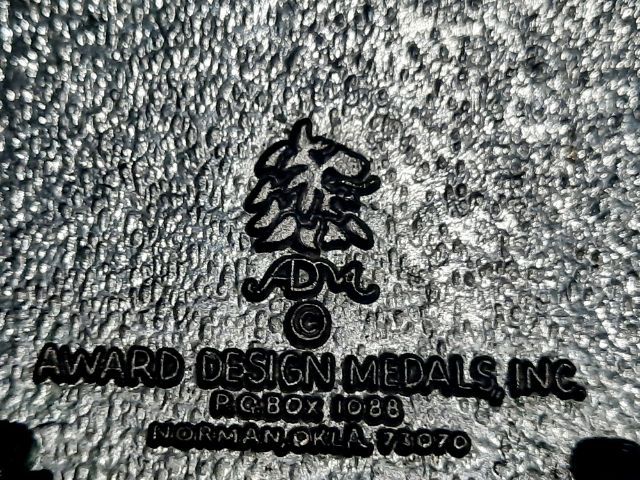 ADM
©
AWARD DESIGN MEDALS, INC.
P.O. BOX 1088
NORMAN, OKLA. 73070